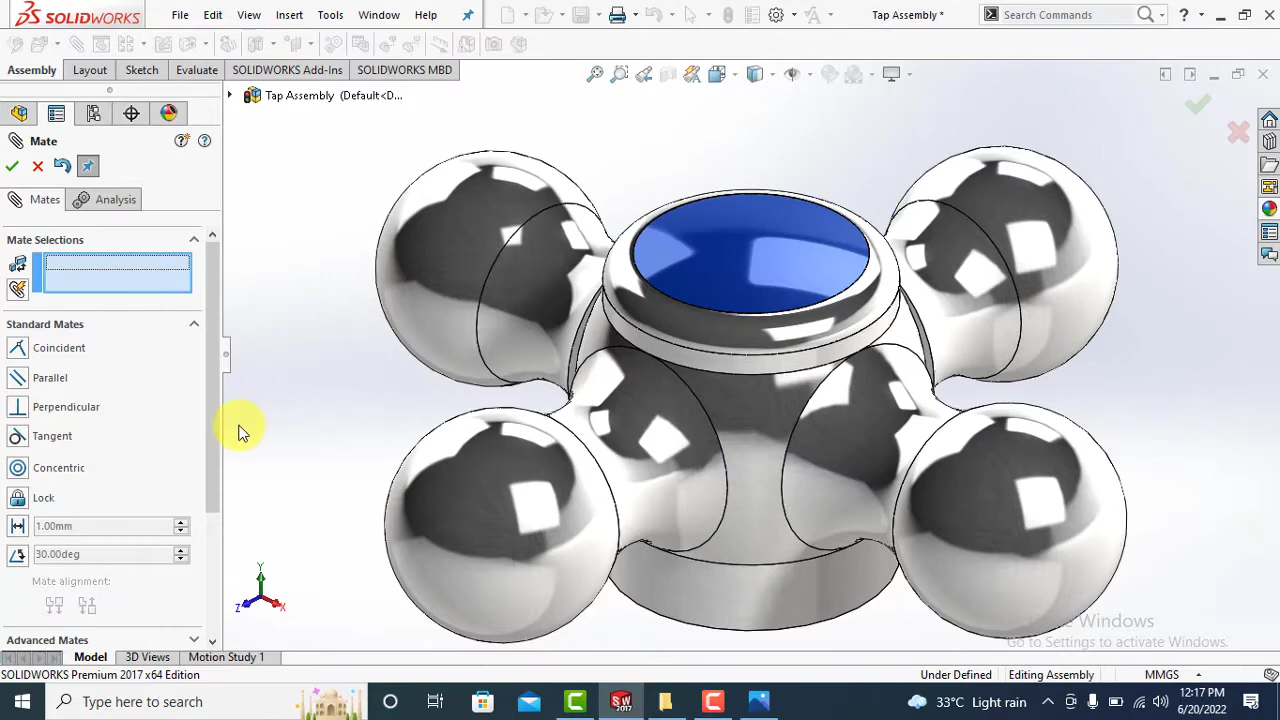 SOLIDWORKS
File
Edit
View
Insert
Tools
Window
Help
Tap Assembly *
Search Commands
?
Assembly
Layout
Sketch
Evaluate
SOLIDWORKS Add-Ins
SOLIDWORKS MBD
Tap Assembly (Default<D...
Mate
Mates
Analysis
Mate Selections
Standard Mates
Coincident
Parallel
Perpendicular
Tangent
Concentric
Lock
1.00mm
30.00deg
Mate alignment:
Advanced Mates
Y
Z
X
Windows
Go to Settings to activate Windows.
Model
3D Views
Motion Study 1
SOLIDWORKS Premium 2017 x64 Edition
Under Defined
Editing Assembly
MMGS
Type here to search
SW
2017
33°C Light rain
12:17 PM
6/20/2022